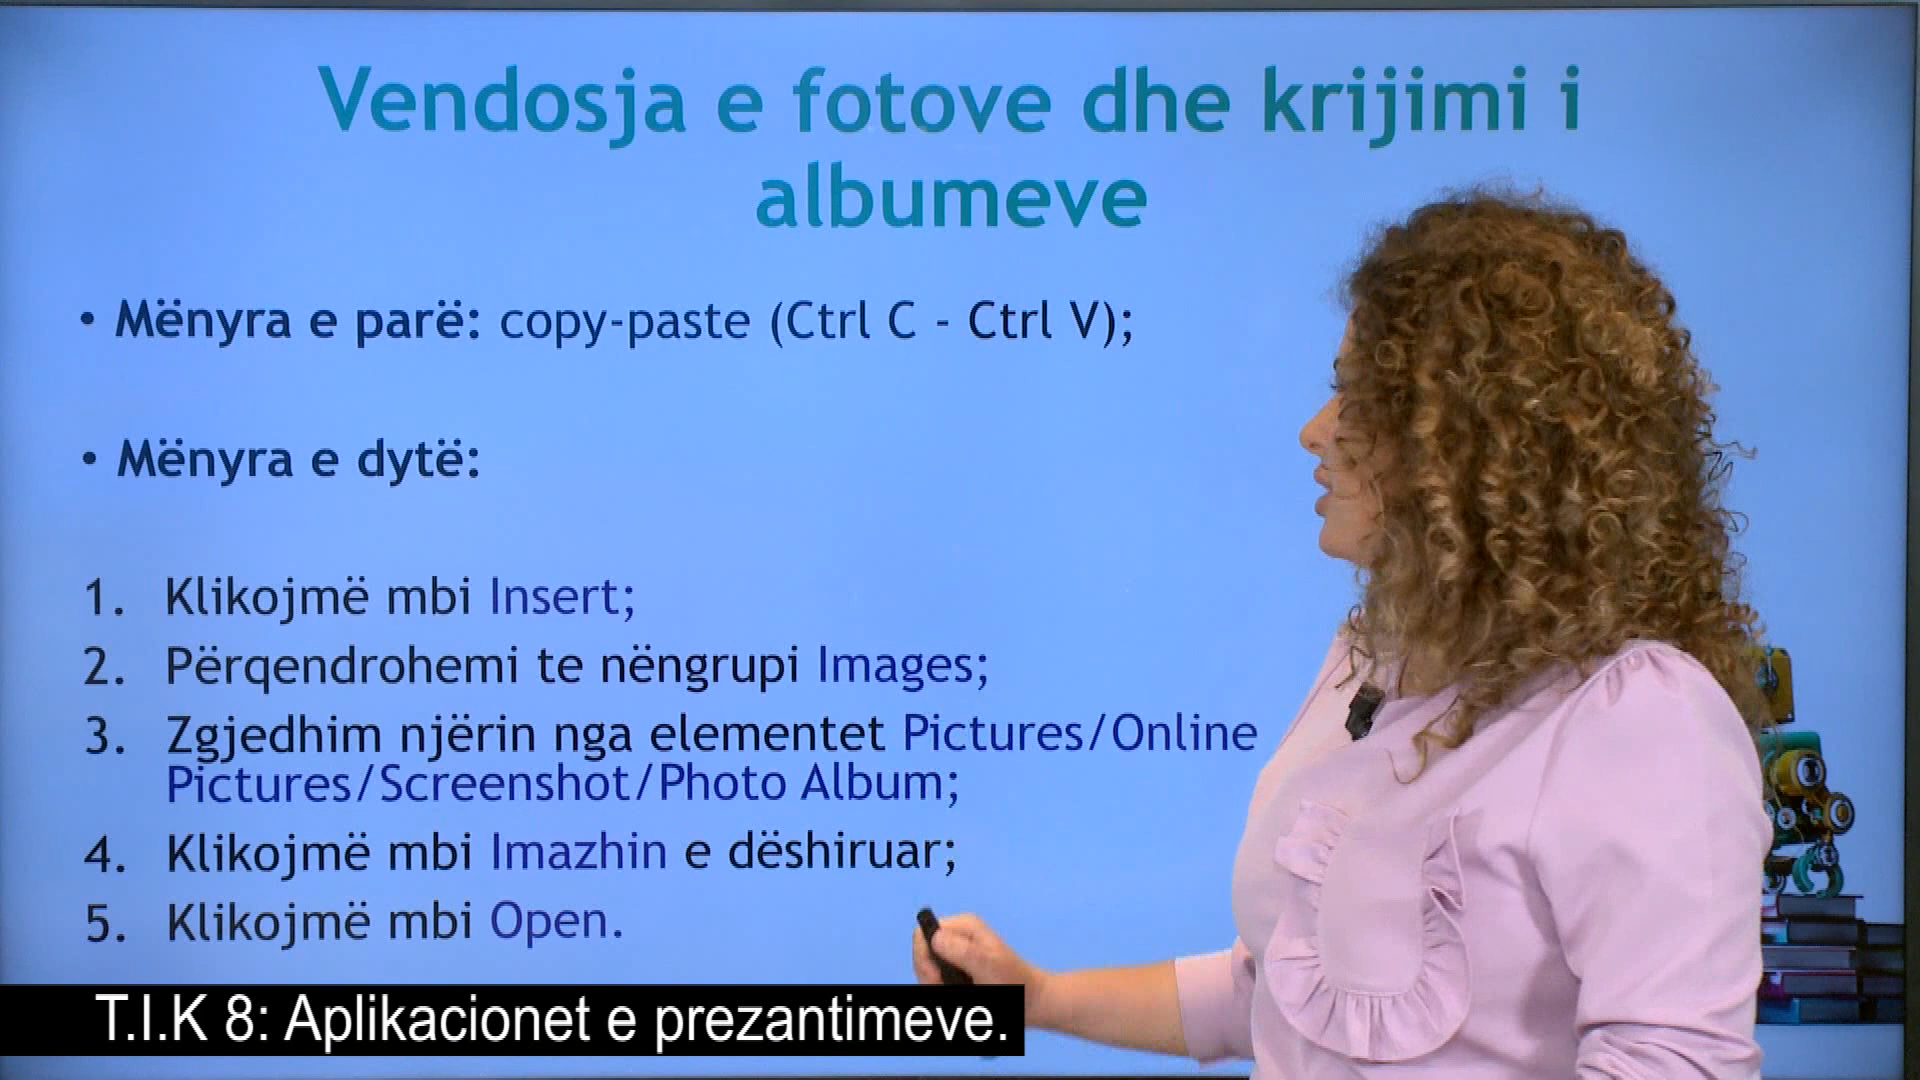 Vendosja e fotove dhe krijimi i
albumeve
• Mënyra e parë: copy-paste (Ctrl C - Ctrl V);
• Mënyra e dytë:
1. Klikojmë mbi Insert;
2. Përqendrohemi te nëngrupi Images;
3. Zgjedhim njërin nga elementet Pictures/Online
Pictures/Screenshot/Photo Album;
4. Klikojmë mbi Imazhin e dëshiruar;
5. Klikojmë mbi Open.
T.I.K 8: Aplikacionet e prezantimeve.